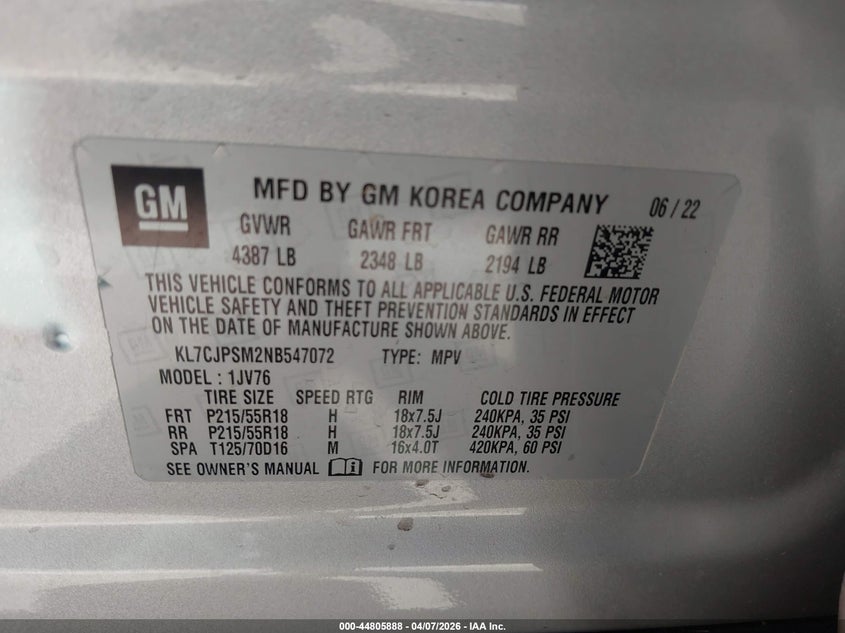 GM
MFD BY GM KOREA COMPANY 06/22
GVWR GAWR FRT GAWR RR
4387 LB 2348 LB 2194 LB
THIS VEHICLE CONFORMS TO ALL APPLICABLE U.S. FEDERAL MOTOR
VEHICLE SAFETY AND THEFT PREVENTION STANDARDS IN EFFECT
ON THE DATE OF MANUFACTURE SHOWN ABOVE.
KL7CJPSM2NB547072 TYPE: MPV
MODEL : 1JV76
TIRE SIZE SPEED RTG RIM COLD TIRE PRESSURE
FRT P215/55R18 H 18x7.5J 240KPA, 35 PSI
RR P215/55R18 H 18x7.5J 240KPA, 35 PSI
SPA T125/70D16 M 16x4.0T 420KPA, 60 PSI
SEE OWNER'S MANUAL FOR MORE INFORMATION.
000-44805888 - 04/07/2026 - IAA Inc.